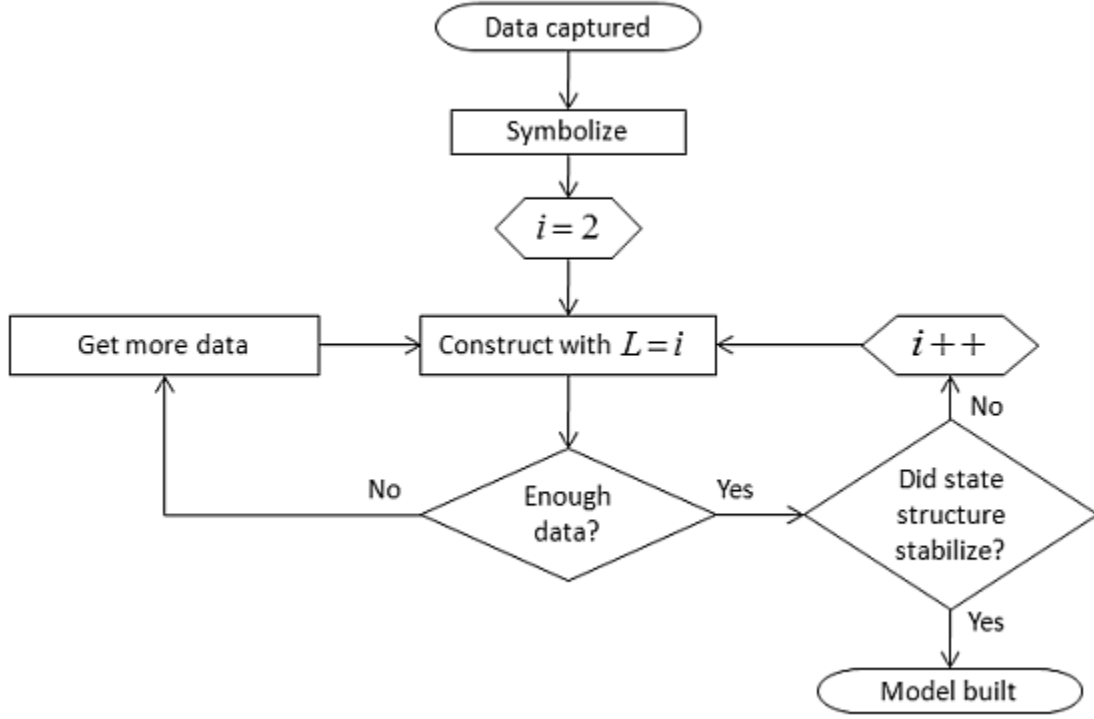 Data captured
Symbolize
i = 2
Get more data
Construct with L = i
i + +
No
No
Yes
Enough
data?
Did state
structure
stabilize?
Yes
Model built